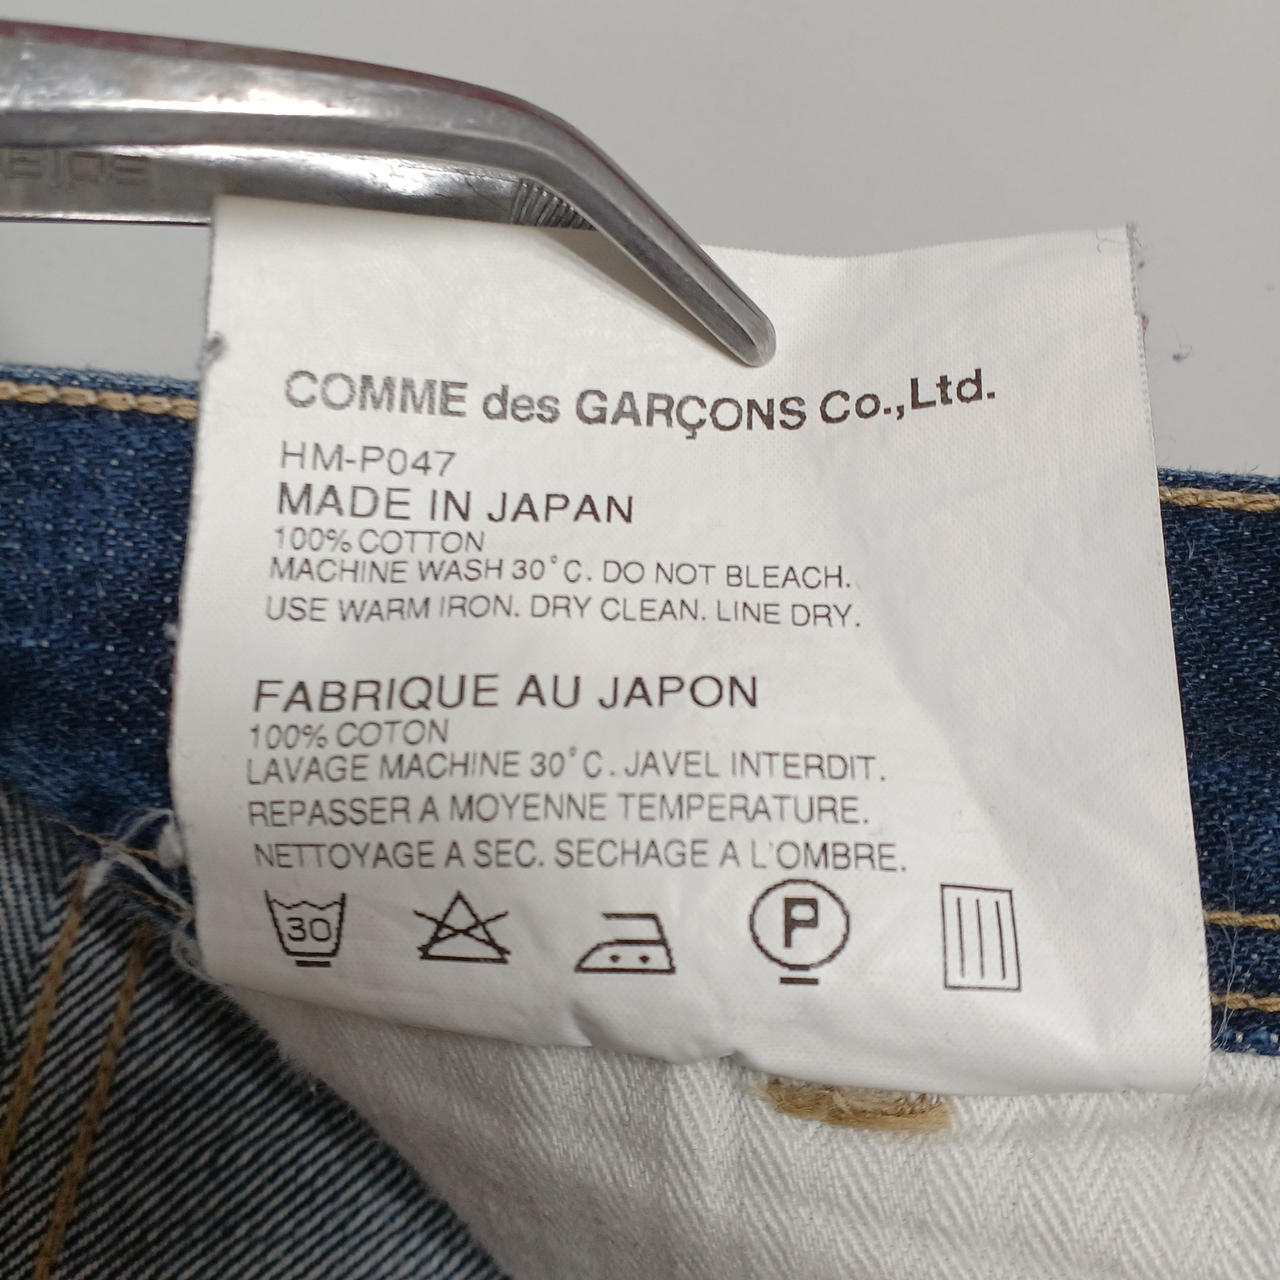 COMME des GARÇONS Co.,Ltd.
HM-P047
MADE IN JAPAN
100% COTTON
MACHINE WASH 30°C. DO NOT BLEACH.
USE WARM IRON. DRY CLEAN. LINE DRY.
FABRIQUE AU JAPON
100% COTON
LAVAGE MACHINE 30°C. JAVEL INTERDIT.
REPASSER A MOYENNE TEMPERATURE.
NETTOYAGE A SEC. SECHAGE A L'OMBRE.
30 P